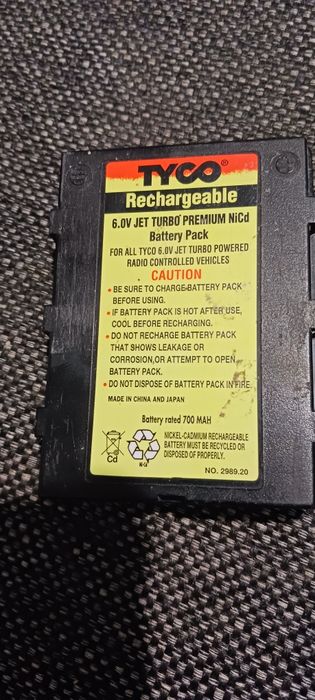 TYCO®
Rechargeable
6.0V JET TURBO PREMIUM NiCd
Battery Pack
FOR ALL TYCO 6.0V JET TURBO POWERED
RADIO CONTROLLED VEHICLES
CAUTION
• BE SURE TO CHARGE BATTERY PACK
BEFORE USING.
• IF BATTERY PACK IS HOT AFTER USE,
COOL BEFORE RECHARGING.
• DO NOT RECHARGE BATTERY PACK
THAT SHOWS LEAKAGE OR
CORROSION,OR ATTEMPT TO OPEN
BATTERY PACK.
• DO NOT DISPOSE OF BATTERY PACK IN FIRE.
MADE IN CHINA AND JAPAN
Battery rated 700 MAH
Cd
Ni-Cd
NICKEL-CADMIUM RECHARGEABLE
BATTERY MUST BE RECYCLED OR
DISPOSED OF PROPERLY.
NO. 2989.20